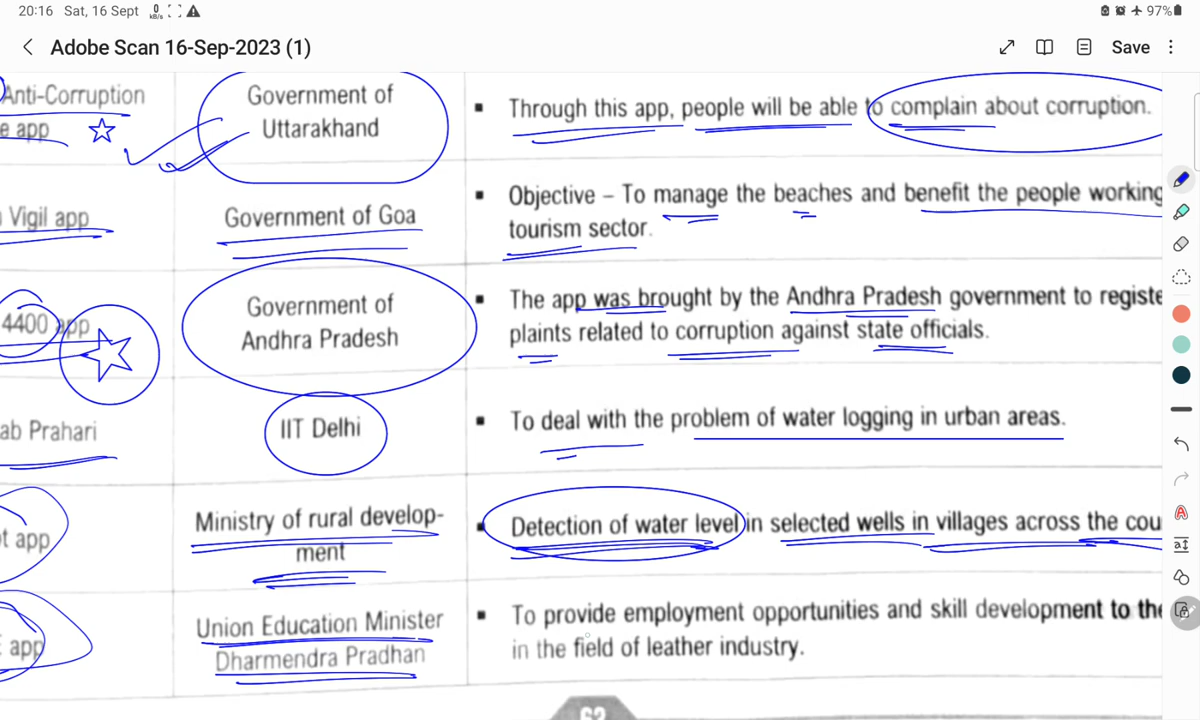 20:16 Sat, 16 Sept 0 kB/s 97%
Adobe Scan 16-Sep-2023 (1) Save
Anti-Corruption
e app
Government of
Uttarakhand
Through this app, people will be able to complain about corruption.
Vigil app
Government of Goa
Objective – To manage the beaches and benefit the people working
tourism sector.
4400 app
Government of
Andhra Pradesh
The app was brought by the Andhra Pradesh government to registe
plaints related to corruption against state officials.
ab Prahari
IIT Delhi
To deal with the problem of water logging in urban areas.
t app
Ministry of rural develop-
ment
Detection of water level in selected wells in villages across the cou
app
Union Education Minister
Dharmendra Pradhan
To provide employment opportunities and skill development to the
in the field of leather industry.
62